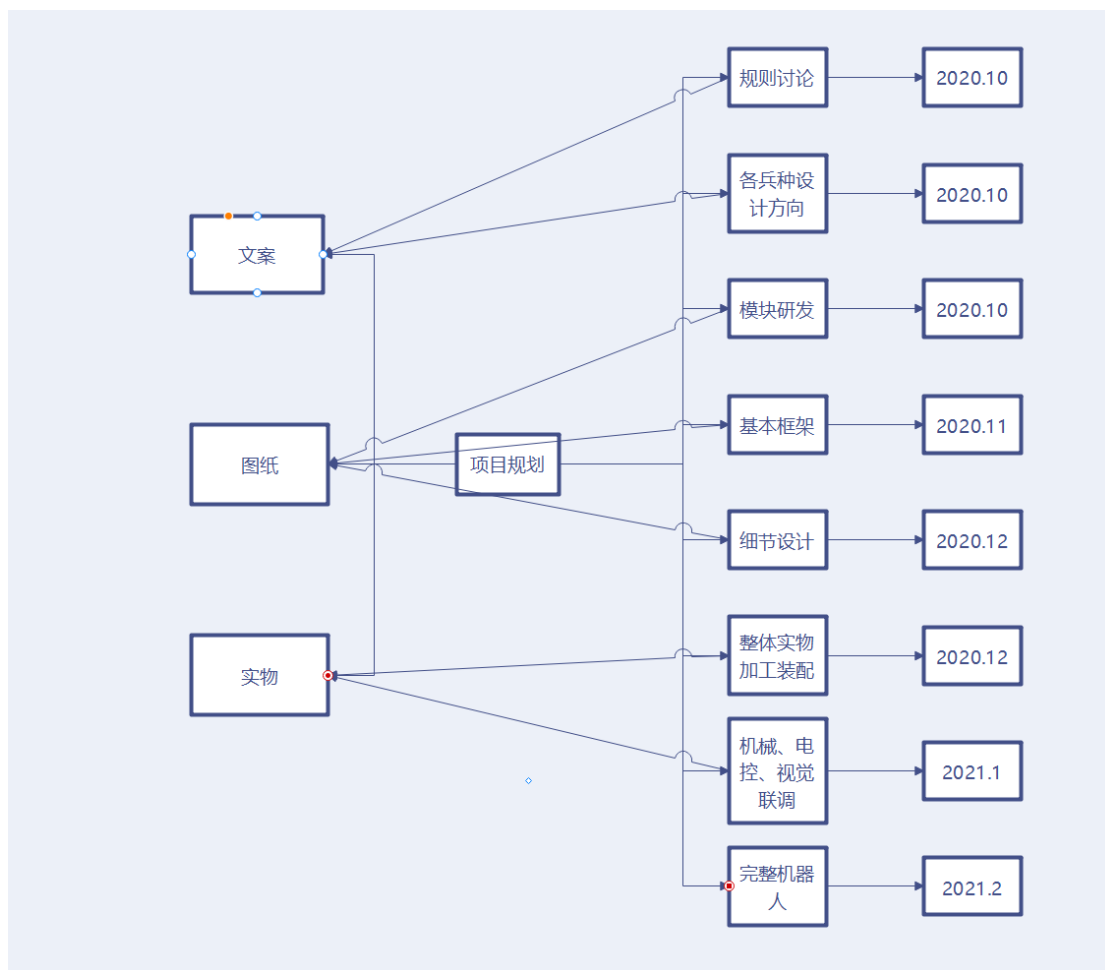 规则讨论
2020.10
各兵种设
计方向
2020.10
文案
模块研发
2020.10
基本框架
2020.11
图纸
项目规划
细节设计
2020.12
整体实物
加工装配
2020.12
实物
机械、电
控、视觉
联调
2021.1
完整机器
人
2021.2